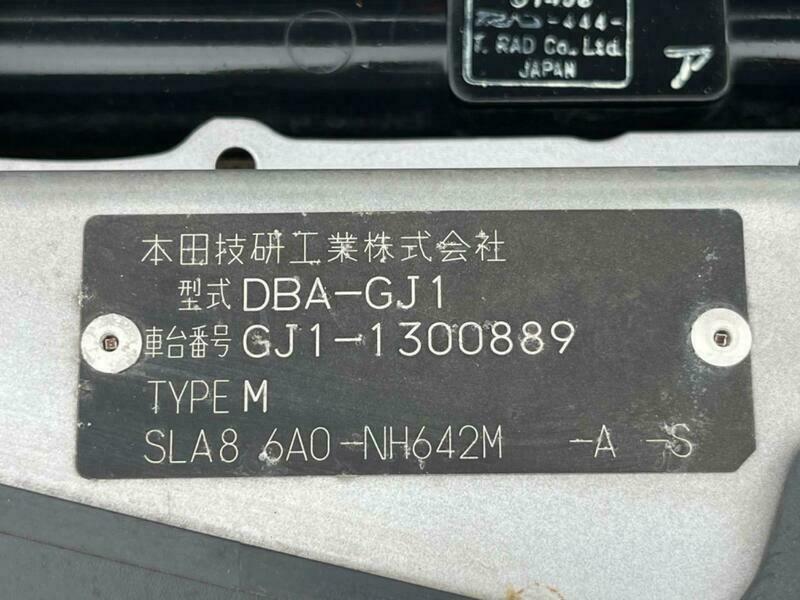 -444-
T. RAD Co., Ltd.
JAPAN
本田技研工業株式会社
型式 DBA-GJ1
車台番号 GJ1-1300889
TYPE M
SLA8 6A0-NH642M -A -S